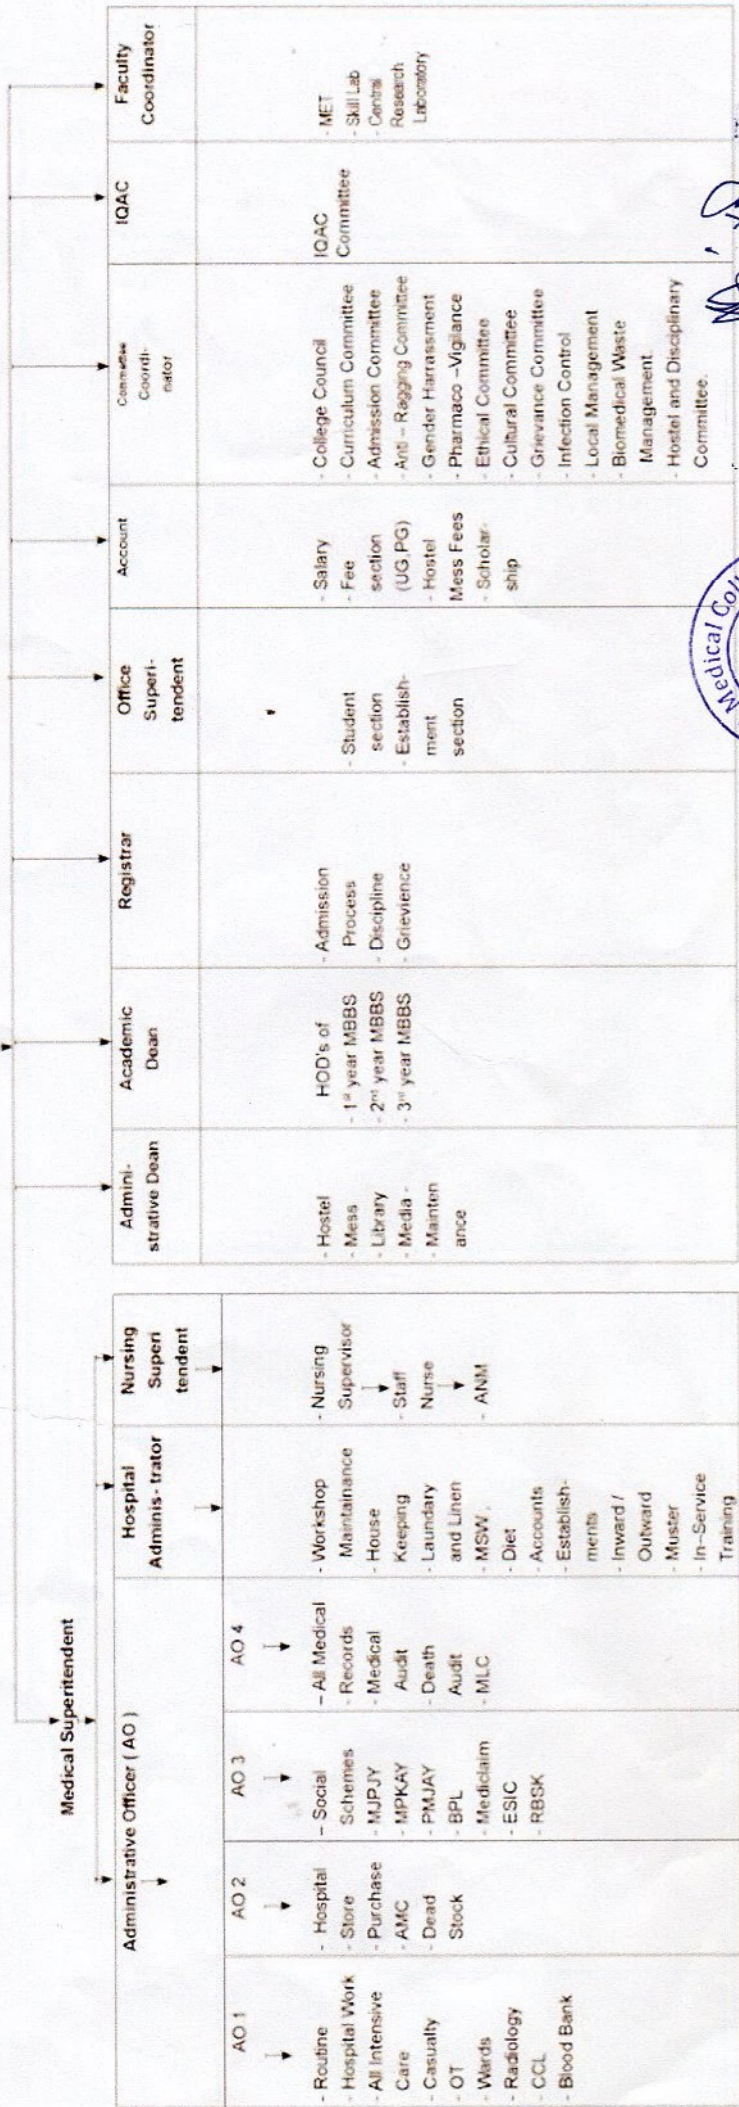 Medical Superitendent
Administrative Officer ( AO )
AO 1
- Routine
- Hospital Work
- All Intensive
Care
- Casualty
- OT
- Wards
- Radiology
- CCL
- Blood Bank
AO 2
- Hospital
- Store
- Purchase
- AMC
- Dead
Stock
AO 3
– Social
Schemes
- MJPJY
- MPKAY
- PMJAY
- BPL
- Mediclaim
- ESIC
- RBSK
AO 4
– All Medical
- Records
- Medical
Audit
- Death
Audit
- MLC
Hospital
Adminis- trator
- Workshop
Maintainance
- House
Keeping
- Laundary
and Linen
- MSW .
- Diet
- Accounts
- Establish-
ments
- Inward /
Outward
- Muster
- In–Service
Training
Nursing
Superi
tendent
- Nursing
Supervisor
- Staff
Nurse
- ANM
Admini-
strative Dean
- Hostel
- Mess
- Library
- Media -
- Mainten
ance
Academic
Dean
HOD's of
- 1st year MBBS
- 2nd year MBBS
- 3rd year MBBS
Registrar
- Admission
Process
- Discipline
- Grievience
Office
Superi-
tendent
- Student
section
- Establish-
ment
section
Account
- Salary
- Fee
section
(UG,PG)
- Hostel
Mess Fees
- Scholar-
ship
Committee
Coordi-
nator
- College Council
- Curriculum Committee
- Admission Committee
- Anti – Ragging Committee
- Gender Harrassment
- Pharmaco –Vigilance
- Ethical Committee
- Cultural Committee
- Grievance Committee
- Infection Control
- Local Management
- Biomedical Waste
Management
- Hostel and Disciplinary
Committee.
IQAC
IQAC
Committee
Faculty
Coordinator
- MET
- Skill Lab
- Central
Research
Laboratory
Medical